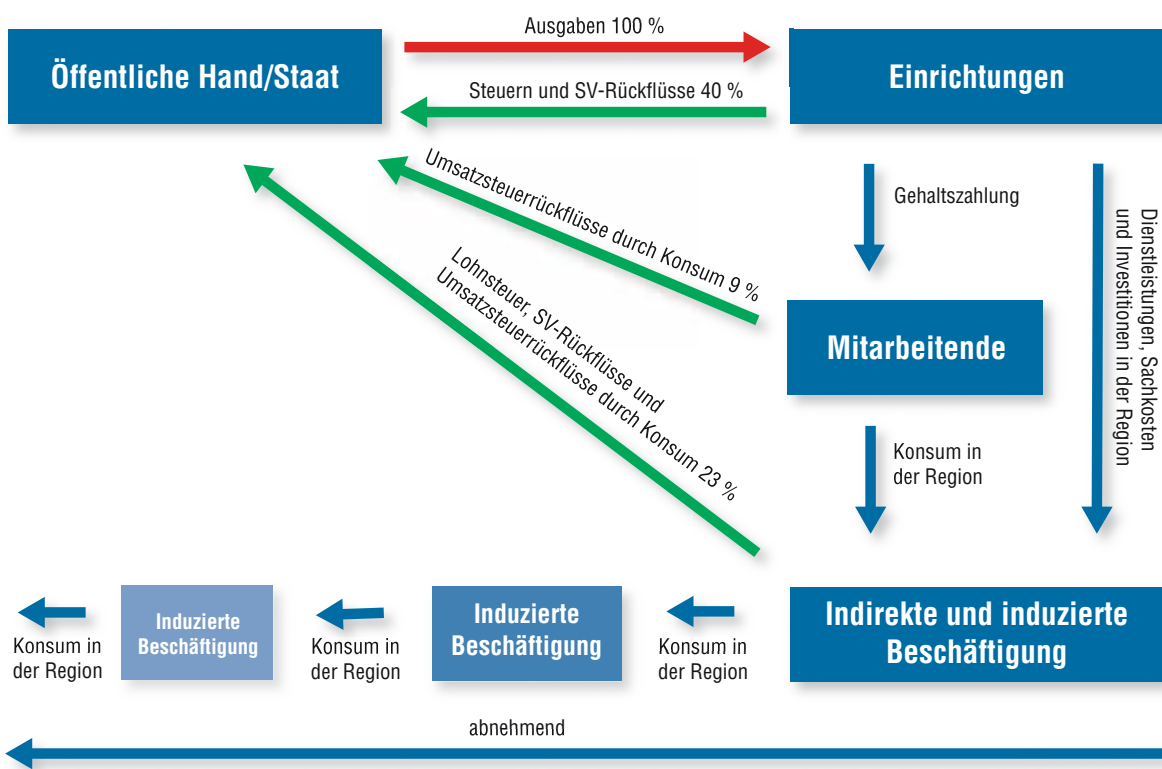 Ausgaben 100 %
Öffentliche Hand/Staat
Einrichtungen
Steuern und SV-Rückflüsse 40 %
Umsatzsteuerrückflüsse durch Konsum 9 %
Gehaltszahlung
Dienstleistungen, Sachkosten
und Investitionen in der Region
Lohnsteuer, SV-Rückflüsse und
Umsatzsteuerrückflüsse durch Konsum 23 %
Mitarbeitende
Konsum in
der Region
Indirekte und induzierte
Beschäftigung
Konsum in
der Region
Induzierte
Beschäftigung
Konsum in
der Region
Induzierte
Beschäftigung
Konsum in
der Region
abnehmend